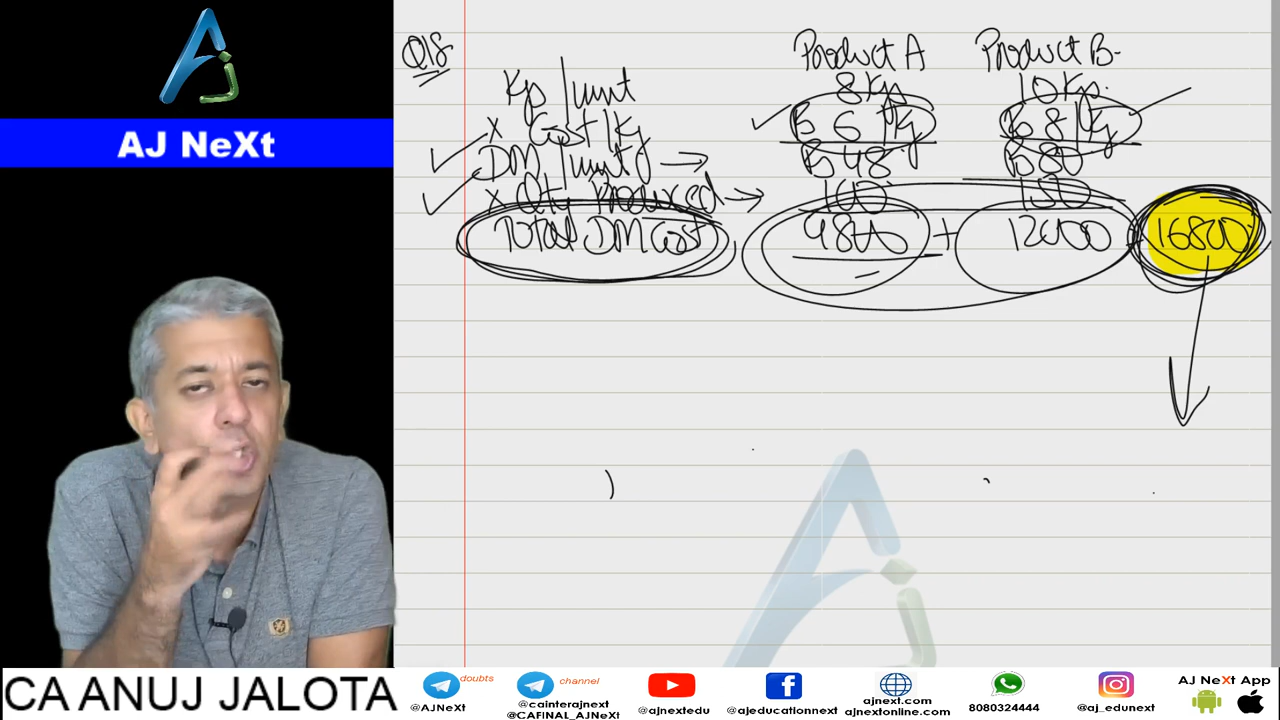 AJ NeXt
Q18
Product A Product B
Kg / unit 8 Kg 10 Kg.
x Cost / Kg 6 / Kg 8 / Kg
DM / unit → 48 80
x Qty Produced → 100 150
Total DM Cost 4800 + 12000 16800
CA ANUJ JALOTA
doubts
@AJNeXt
channel
@cainterajnext
@CAFINAL_AJNeXt
@ajnextedu
@ajeducationnext
ajnext.com
ajnextonline.com
8080324444
@aj_edunext
AJ NeXt App